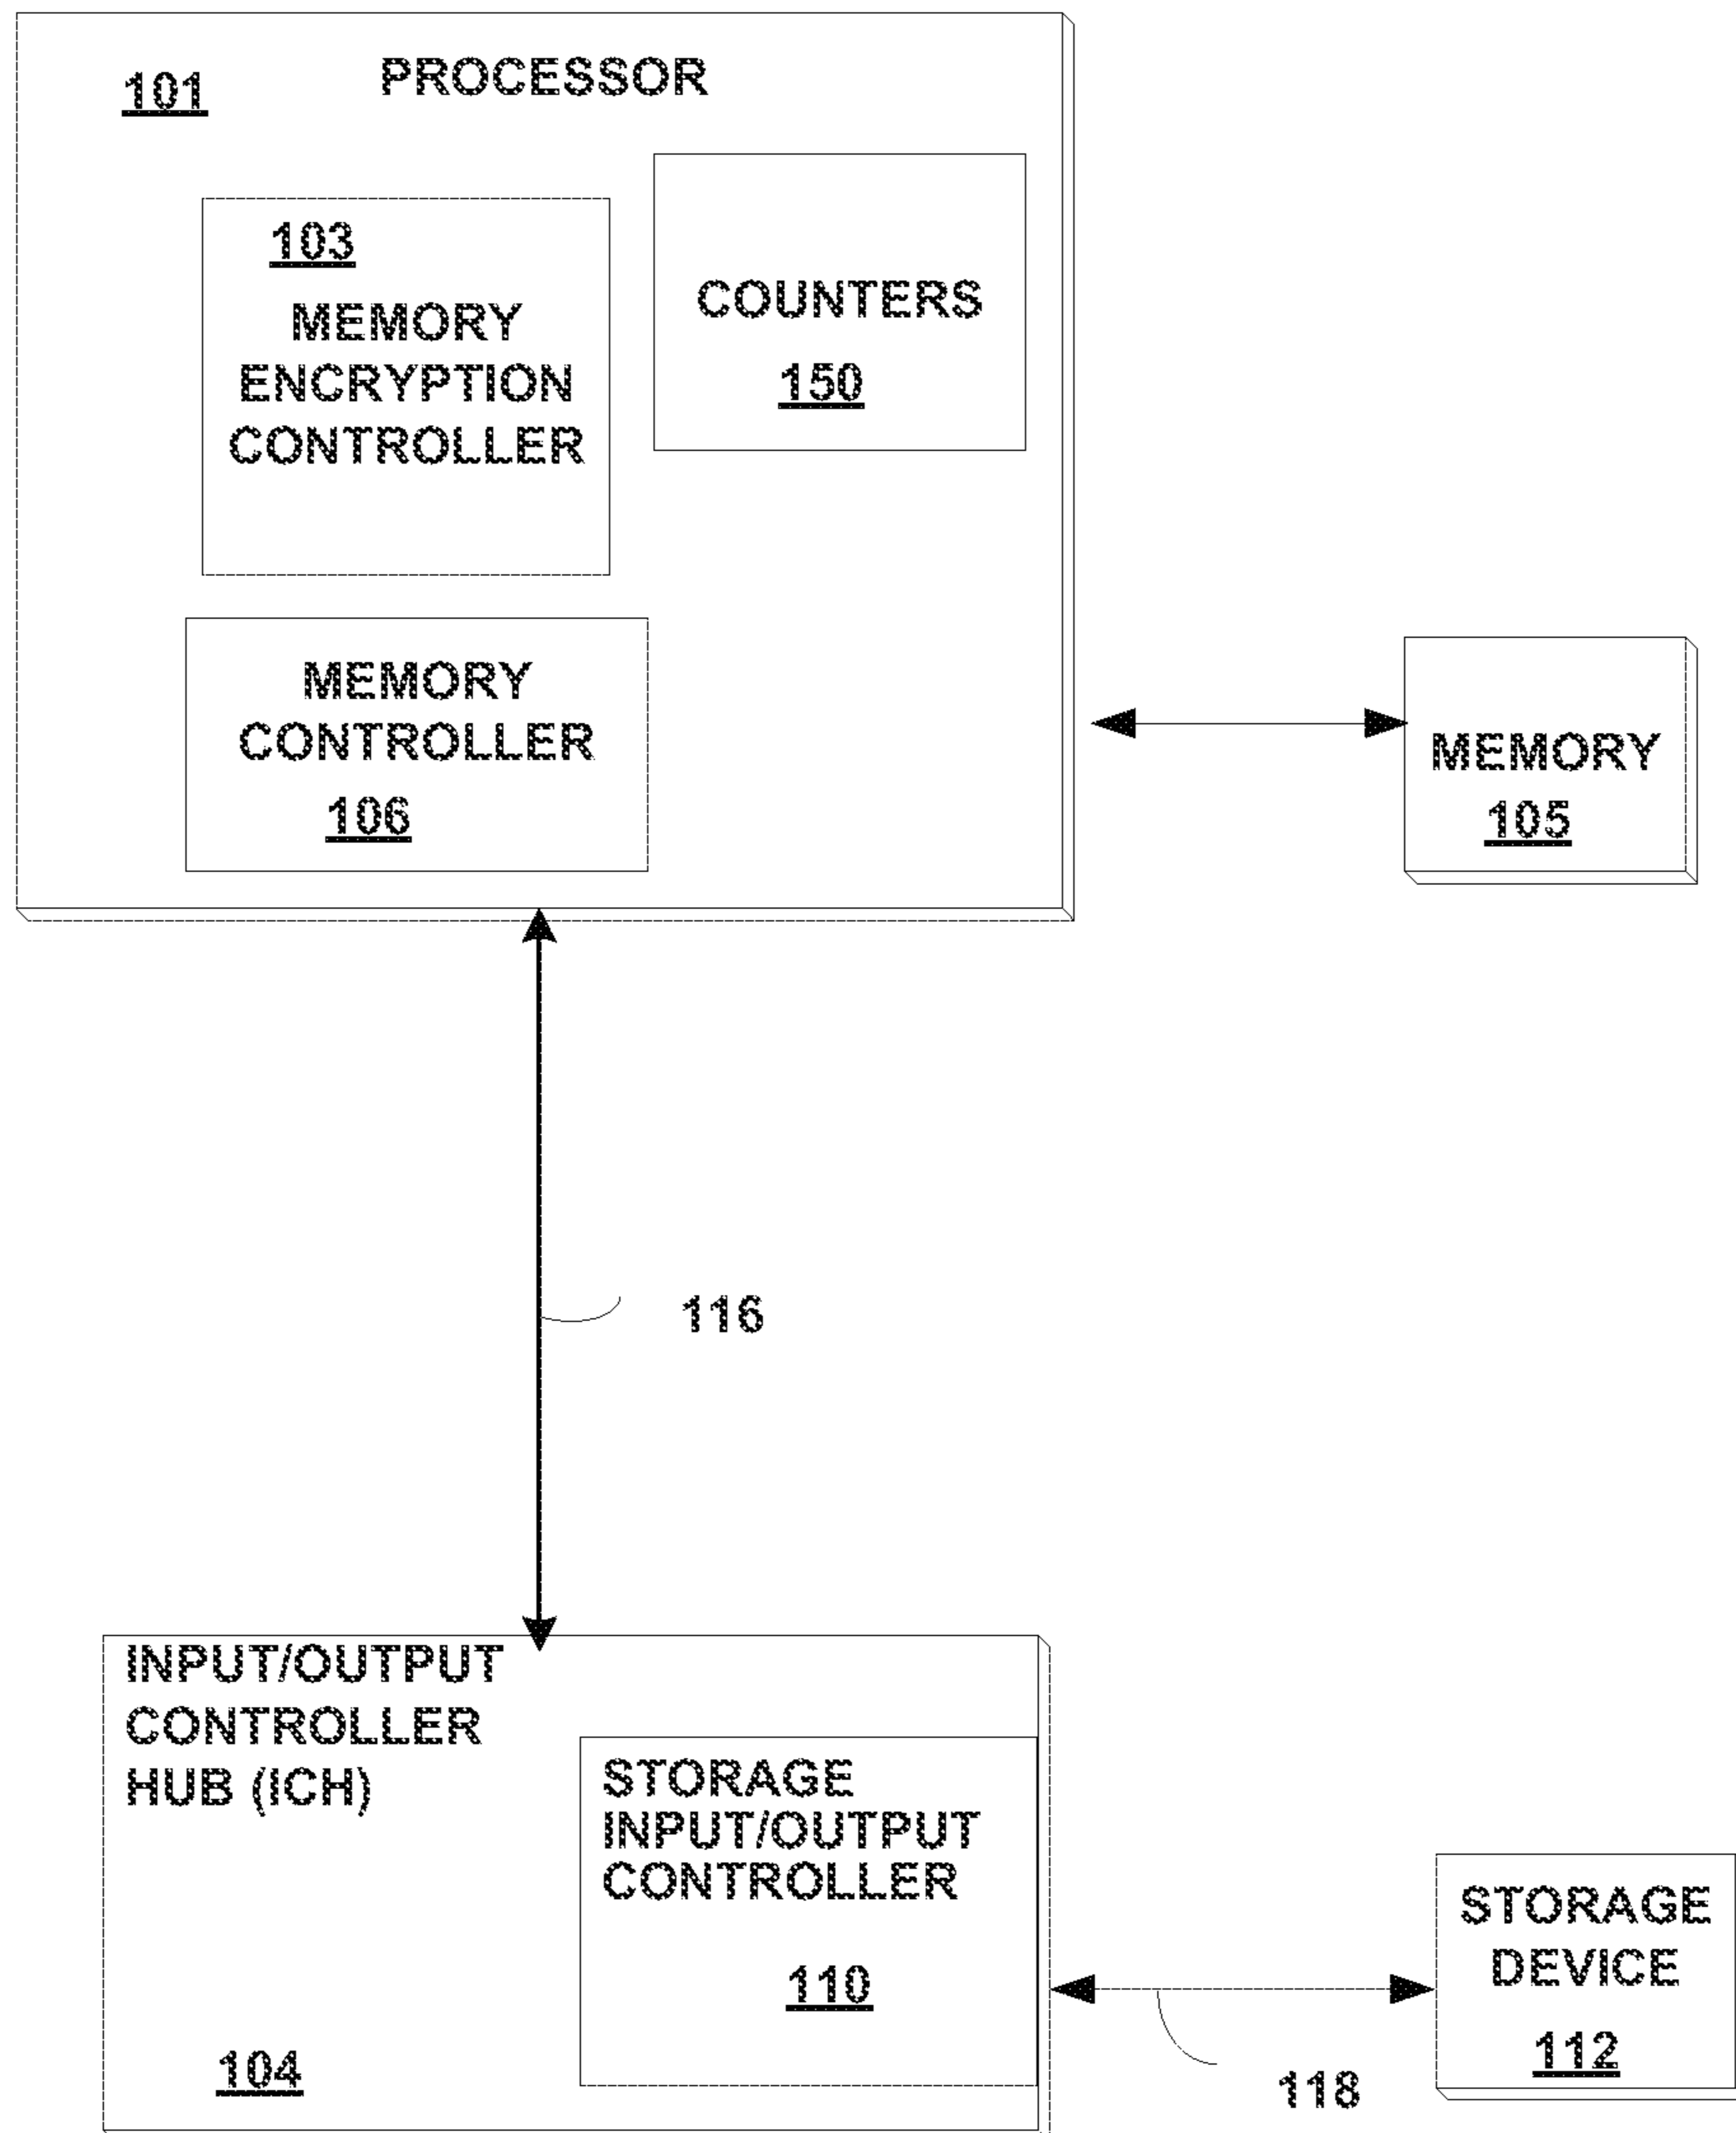 101
PROCESSOR
103
MEMORY
ENCRYPTION
CONTROLLER
COUNTERS
150
MEMORY
CONTROLLER
106
MEMORY
105
116
INPUT/OUTPUT
CONTROLLER
HUB (ICH)
104
STORAGE
INPUT/OUTPUT
CONTROLLER
110
118
STORAGE
DEVICE
112